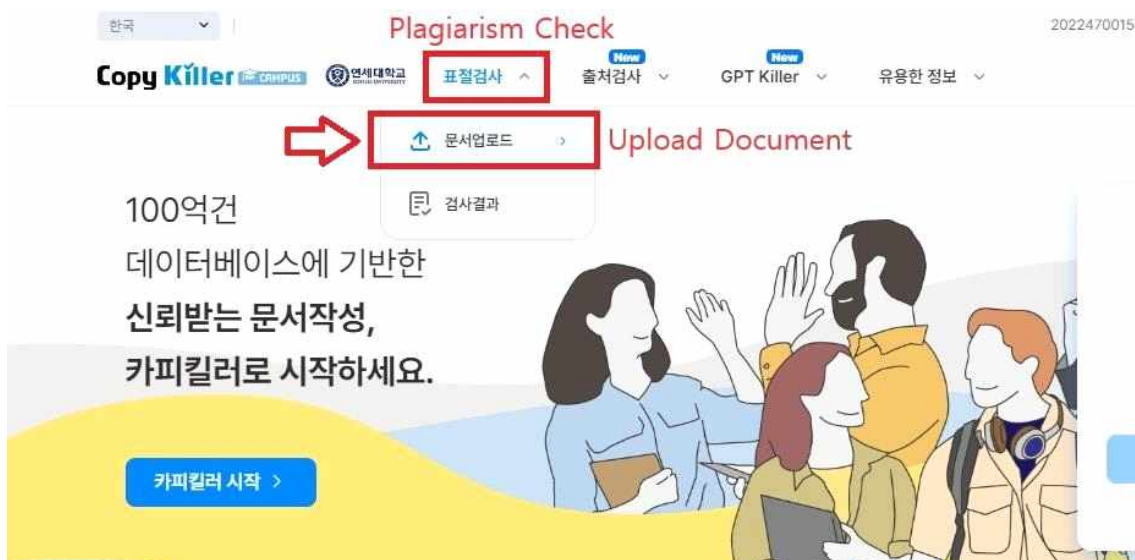 한국
Plagiarism Check
2022470015
Copy Killer CAMPUS
연세대학교
표절검사
New
출처검사
New
GPT Killer
유용한 정보
문서업로드
Upload Document
검사결과
100억건
데이터베이스에 기반한
신뢰받는 문서작성,
카피킬러로 시작하세요.
카피킬러 시작 >